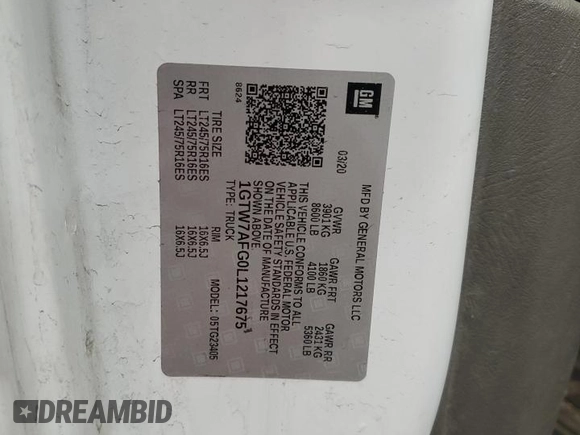 GM
MFD BY GENERAL MOTORS LLC
03/20
GVWR GAWR FRT GAWR RR
3901 KG 1860 KG 2431 KG
8600 LB 4100 LB 5360 LB
THIS VEHICLE CONFORMS TO ALL
APPLICABLE U.S. FEDERAL MOTOR
VEHICLE SAFETY STANDARDS IN EFFECT
ON THE DATE OF MANUFACTURE
SHOWN ABOVE.
1GTW7AFG0L1217675
TYPE: TRUCK MODEL: 05TG23405
8624
TIRE SIZE RIM
FRT LT245/75R16ES 16X6.5J
RR LT245/75R16ES 16X6.5J
SPA LT245/75R16ES 16X6.5J
DREAMBID